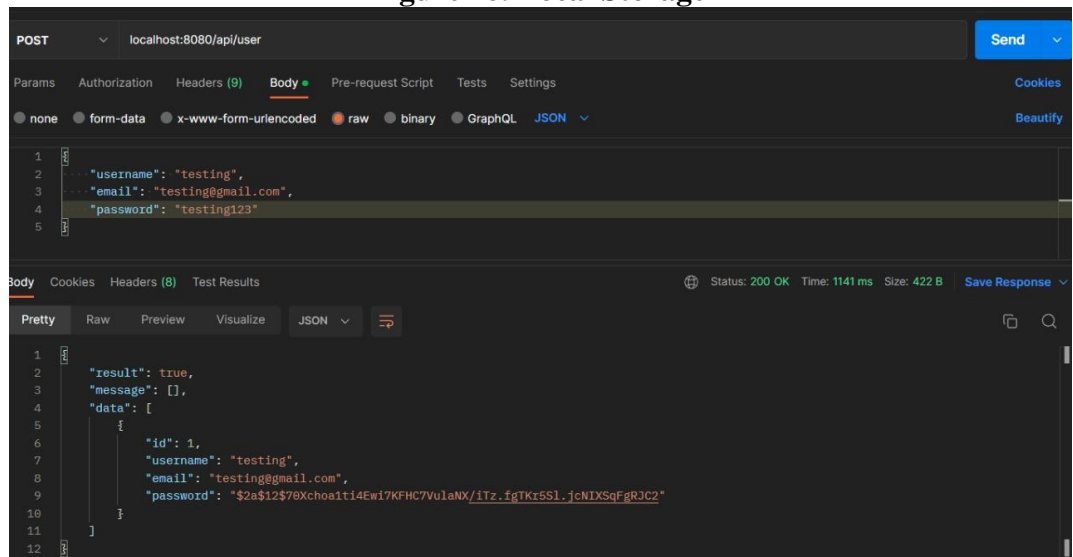 POST localhost:8080/api/user Send
Params Authorization Headers (9) Body Pre-request Script Tests Settings Cookies
none form-data x-www-form-urlencoded raw binary GraphQL JSON Beautify
1 {
2 "username": "testing",
3 "email": "testing@gmail.com",
4 "password": "testing123"
5 }
Body Cookies Headers (8) Test Results Status: 200 OK Time: 1141 ms Size: 422 B Save Response
Pretty Raw Preview Visualize JSON
1 {
2 "result": true,
3 "message": [],
4 "data": [
5 {
6 "id": 1,
7 "username": "testing",
8 "email": "testing@gmail.com",
9 "password": "$2a$12$70Xchoa1ti4Ewi7KFHC7VulaNX/iTz.fgTKr5Sl.jcNIXSqFgRJC2"
10 }
11 ]
12 }